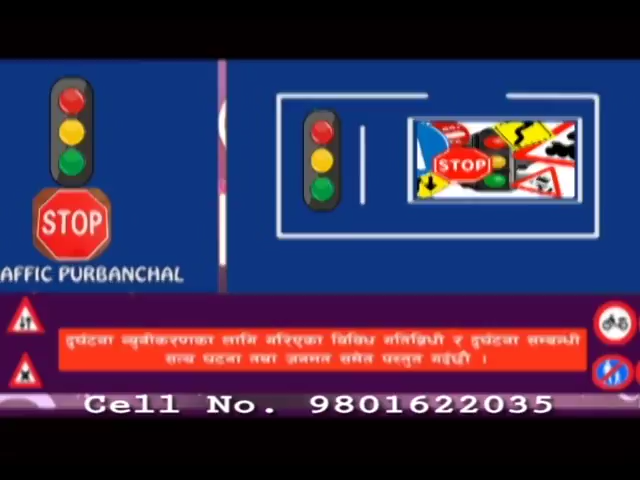 STOP
STOP
AFFIC PURBANCHAL
दुर्घटना न्यूनीकरणका लागि गरिएका विविध गतिविधी र दुर्घटना सम्बन्धी
सत्य घटना तथा जनमत समेत प्रस्तुत गर्दछौ ।
Cell No. 9801622035